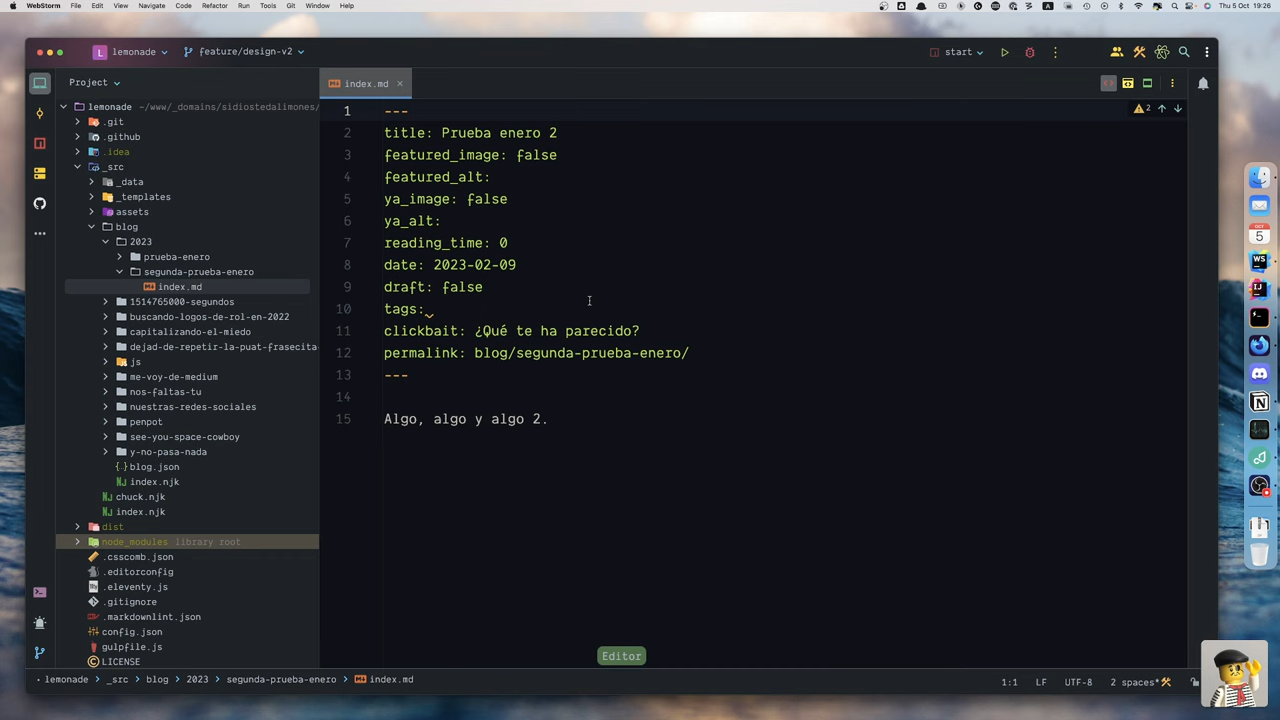 WebStorm File Edit View Navigate Code Refactor Run Tools Git Window Help Thu 5 Oct 19:26
L lemonade feature/design-v2 start
Project index.md
lemonade ~/www/_domains/sidiostedalimones/
.git
.github
.idea
_src
_data
_templates
assets
blog
2023
prueba-enero
segunda-prueba-enero
index.md
1514765000-segundos
buscando-logos-de-rol-en-2022
capitalizando-el-miedo
dejad-de-repetir-la-puat-frasecita-
js
me-voy-de-medium
nos-faltas-tu
nuestras-redes-sociales
penpot
see-you-space-cowboy
y-no-pasa-nada
blog.json
index.njk
chuck.njk
index.njk
dist
node_modules library root
.csscomb.json
.editorconfig
.eleventy.js
.gitignore
.markdownlint.json
config.json
gulpfile.js
LICENSE
2
1 ---
2 title: Prueba enero 2
3 featured_image: false
4 featured_alt:
5 ya_image: false
6 ya_alt:
7 reading_time: 0
8 date: 2023-02-09
9 draft: false
10 tags:
11 clickbait: ¿Qué te ha parecido?
12 permalink: blog/segunda-prueba-enero/
13 ---
14
15 Algo, algo y algo 2.
Editor
lemonade > _src > blog > 2023 > segunda-prueba-enero > index.md 1:1 LF UTF-8 2 spaces*
OCT
5
WS
IJ